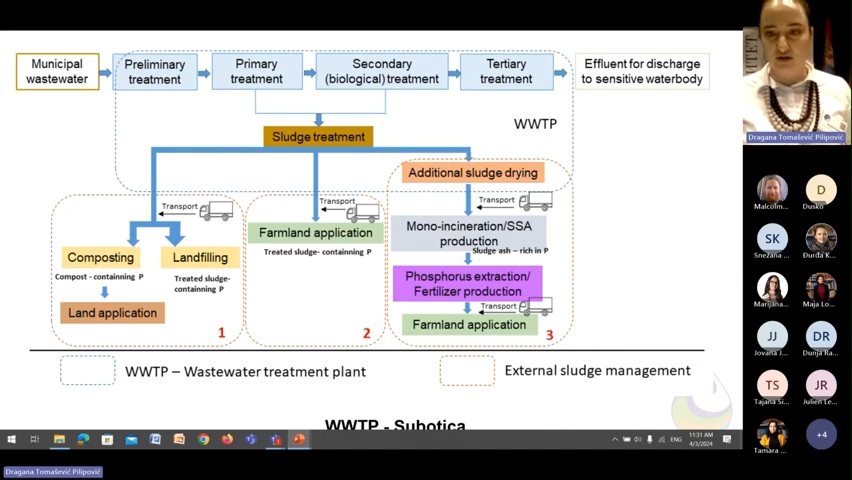 Municipal
wastewater
Preliminary
treatment
Primary
treatment
Secondary
(biological) treatment
Tertiary
treatment
Effluent for discharge
to sensitive waterbody
WWTP
Sludge treatment
Additional sludge drying
Transport
Transport
Transport
Composting
Landfilling
Compost - containning P
Treated sludge-
containning P
Land application
1
Farmland application
Treated sludge- containning P
2
Mono-incineration/SSA
production
Sludge ash – rich in P
Phosphorus extraction/
Fertilizer production
Transport
Farmland application
3
WWTP – Wastewater treatment plant
External sludge management
WWTP - Subotica
ENG
11:31 AM
4/3/2024
Dragana Tomašević Pilipović
Dragana Tomašević Pilipović
Malcolm...
Dusko
SK
D
Snezana ...
Đurđa K...
Marijana...
Maja Lo...
JJ
DR
Jovana J...
Dunja Ra...
TS
JR
Tajana Si...
Julien Le...
Tamara ...
+4